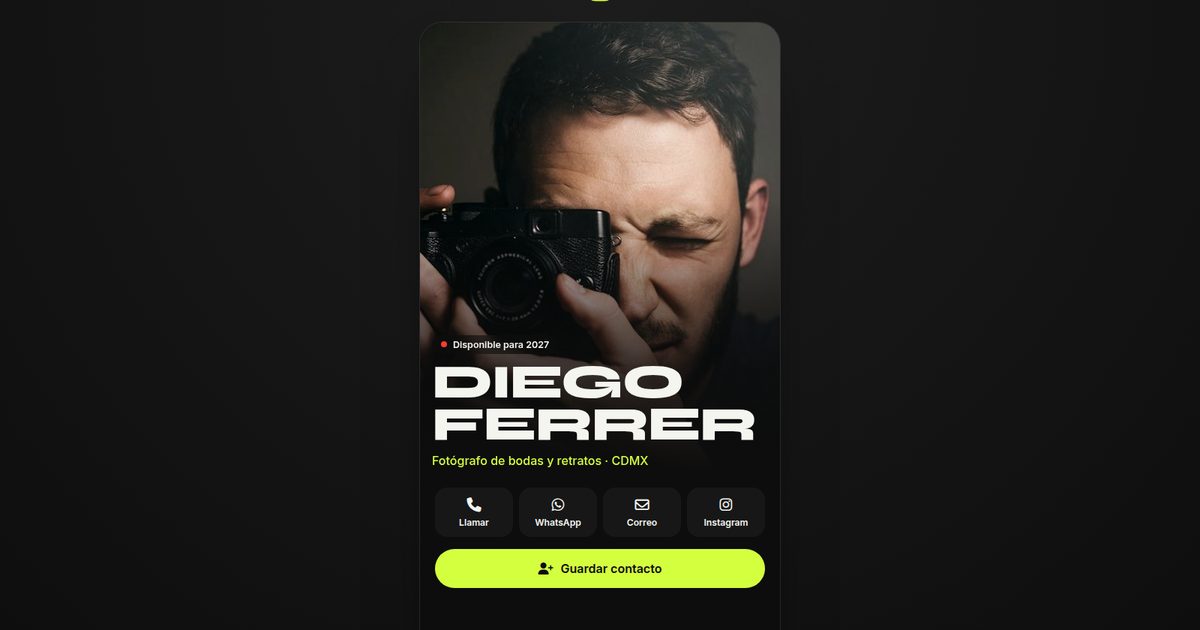 Disponible para 2027
DIEGO
FERRER
Fotógrafo de bodas y retratos · CDMX
Llamar
WhatsApp
Correo
Instagram
Guardar contacto